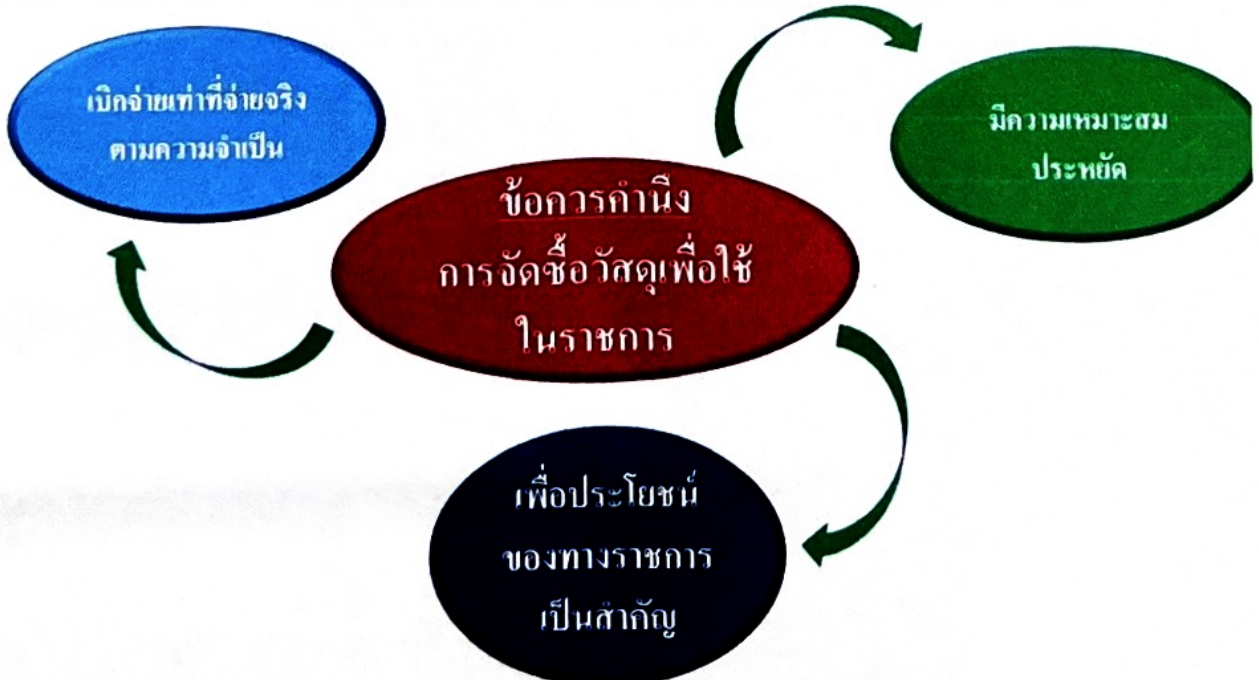 เบิกจ่ายเท่าที่จ่ายจริง
ตามความจำเป็น
มีความเหมาะสม
ประหยัด
ข้อควรคำนึง
การจัดซื้อวัสดุเพื่อใช้
ในราชการ
เพื่อประโยชน์
ของทางราชการ
เป็นสำคัญ